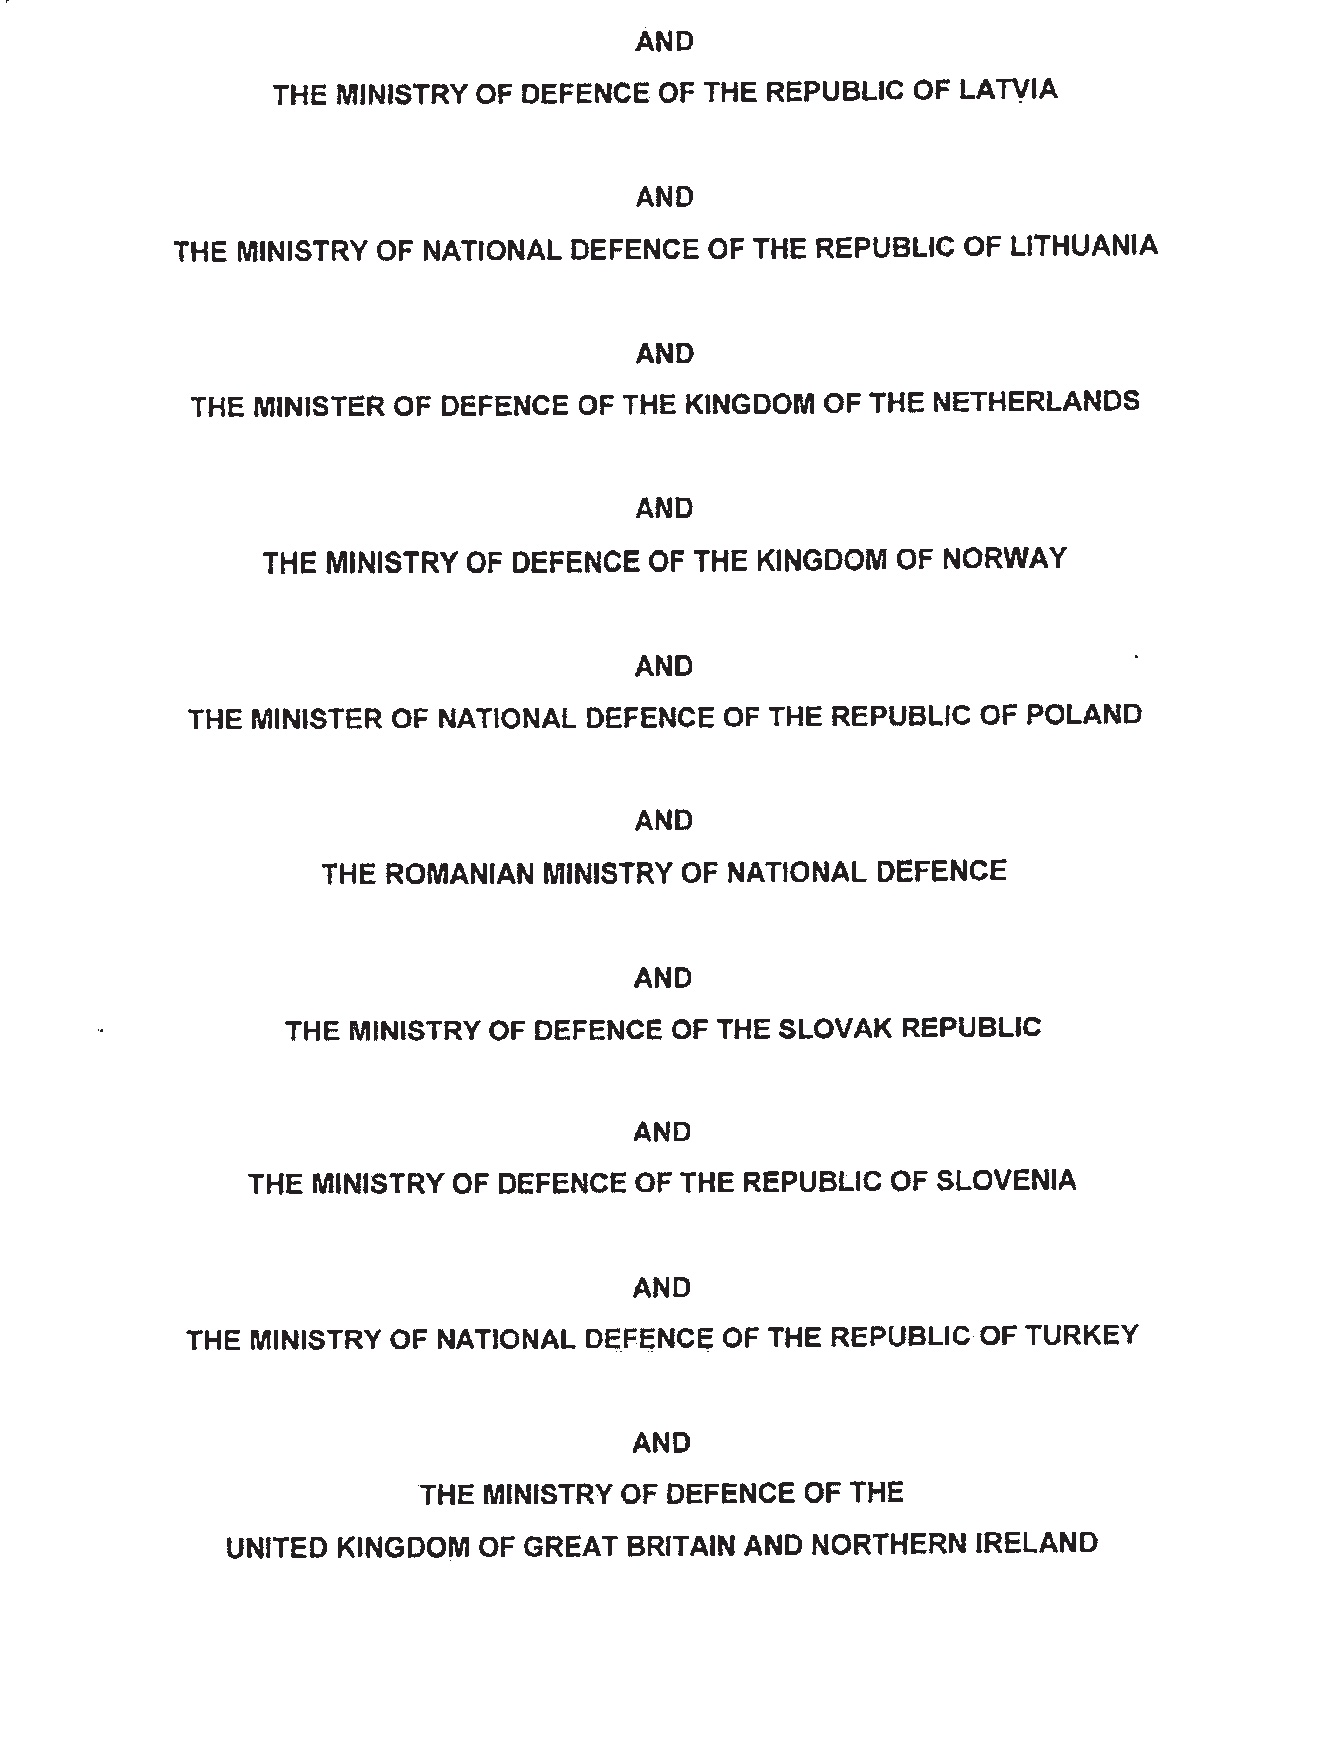 AND
THE MINISTRY OF DEFENCE OF THE REPUBLIC OF LATVIA
AND
THE MINISTRY OF NATIONAL DEFENCE OF THE REPUBLIC OF LITHUANIA
AND
THE MINISTER OF DEFENCE OF THE KINGDOM OF THE NETHERLANDS
AND
THE MINISTRY OF DEFENCE OF THE KINGDOM OF NORWAY
AND
THE MINISTER OF NATIONAL DEFENCE OF THE REPUBLIC OF POLAND
AND
THE ROMANIAN MINISTRY OF NATIONAL DEFENCE
AND
THE MINISTRY OF DEFENCE OF THE SLOVAK REPUBLIC
AND
THE MINISTRY OF DEFENCE OF THE REPUBLIC OF SLOVENIA
AND
THE MINISTRY OF NATIONAL DEFENCE OF THE REPUBLIC OF TURKEY
AND
THE MINISTRY OF DEFENCE OF THE
UNITED KINGDOM OF GREAT BRITAIN AND NORTHERN IRELAND